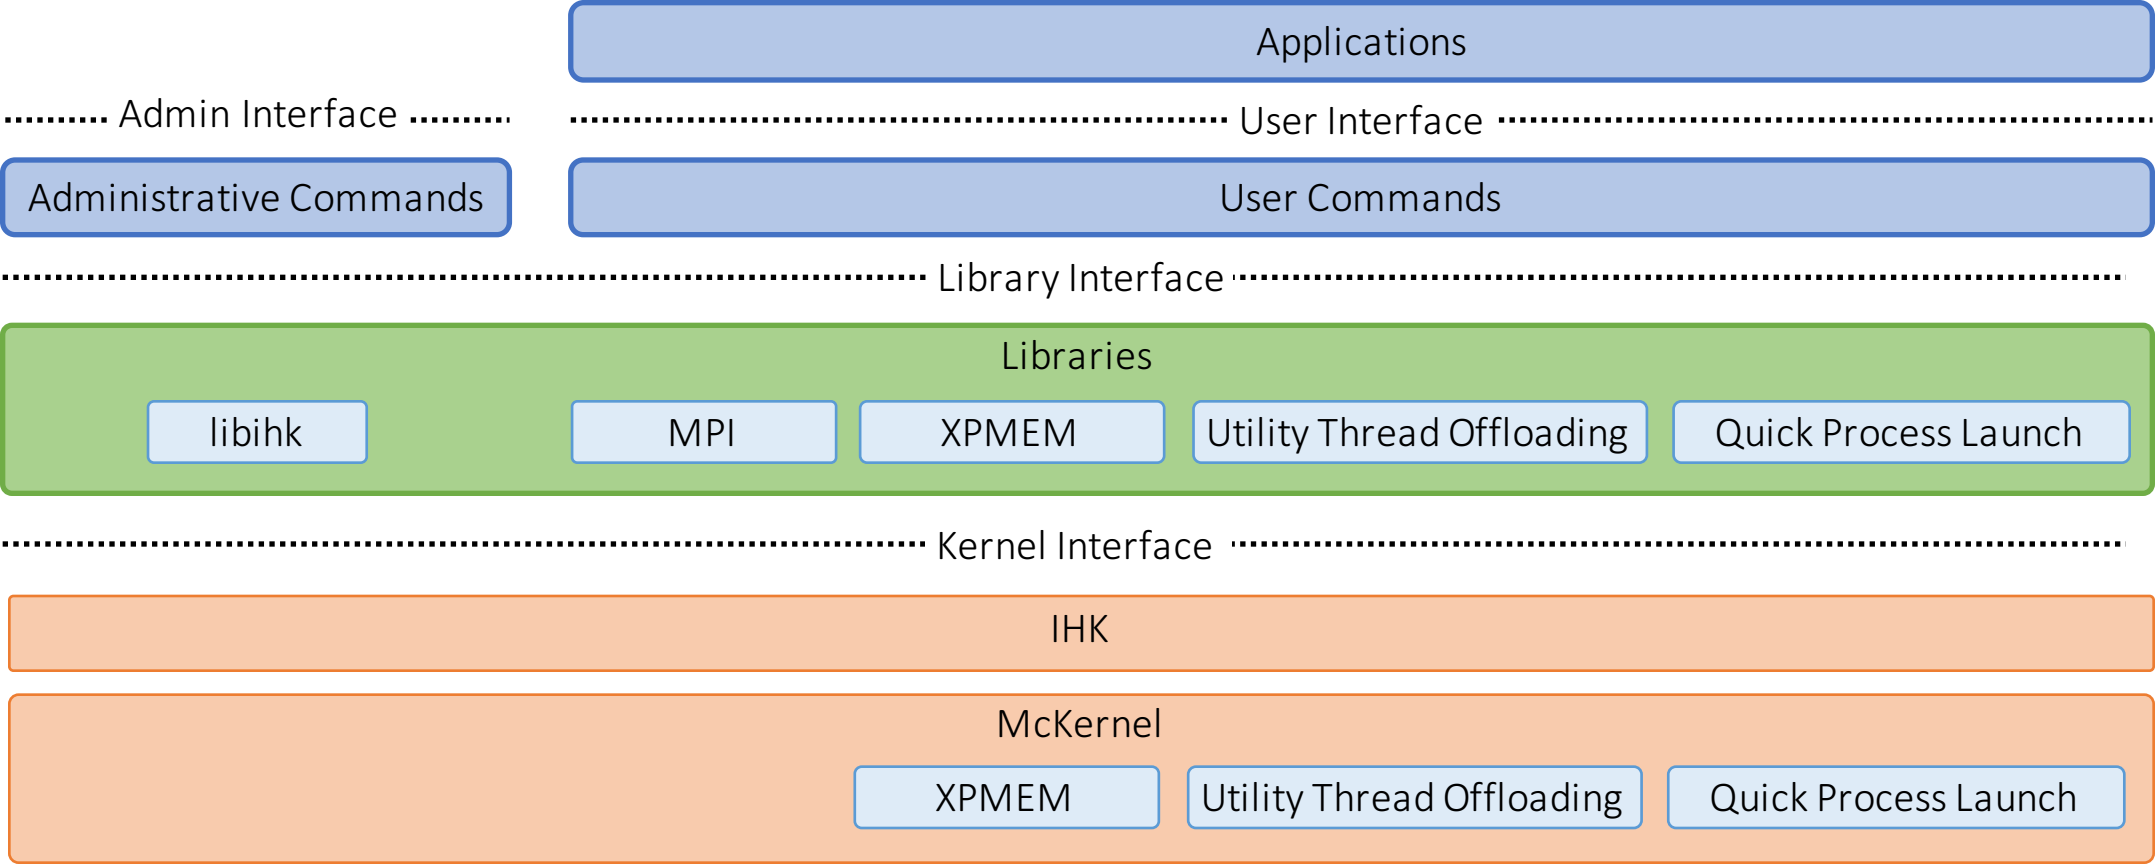 Applications
Admin Interface
User Interface
Administrative Commands
User Commands
Library Interface
Libraries
libihk
MPI
XPMEM
Utility Thread Offloading
Quick Process Launch
Kernel Interface
IHK
McKernel
XPMEM
Utility Thread Offloading
Quick Process Launch